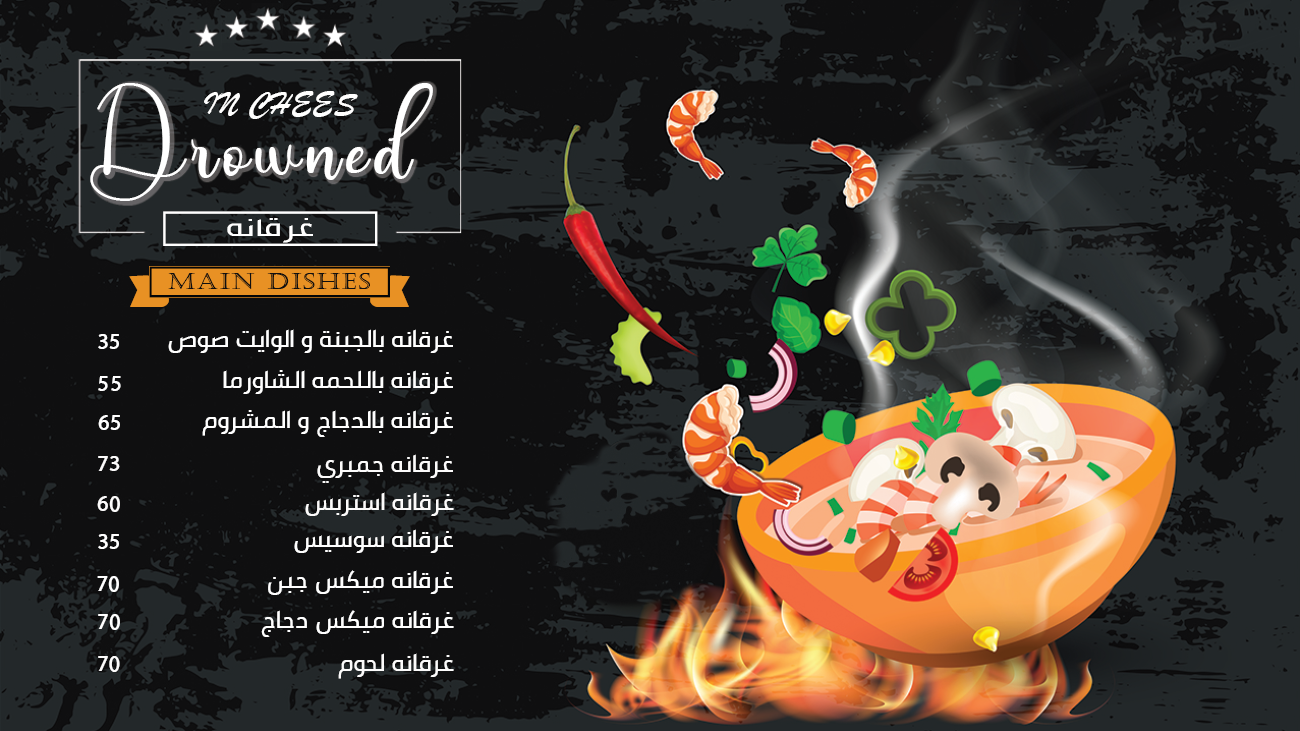 IN CHEES
Drowned
غرقانه
MAIN DISHES
غرقانه بالجبنة و الوايت صوص 35
غرقانه باللحمه الشاورما 55
غرقانه بالدجاج و المشروم 65
غرقانه جمبري 73
غرقانه استربس 60
غرقانه سوسيس 35
غرقانه ميكس جبن 70
غرقانه ميكس دجاج 70
غرقانه لحوم 70